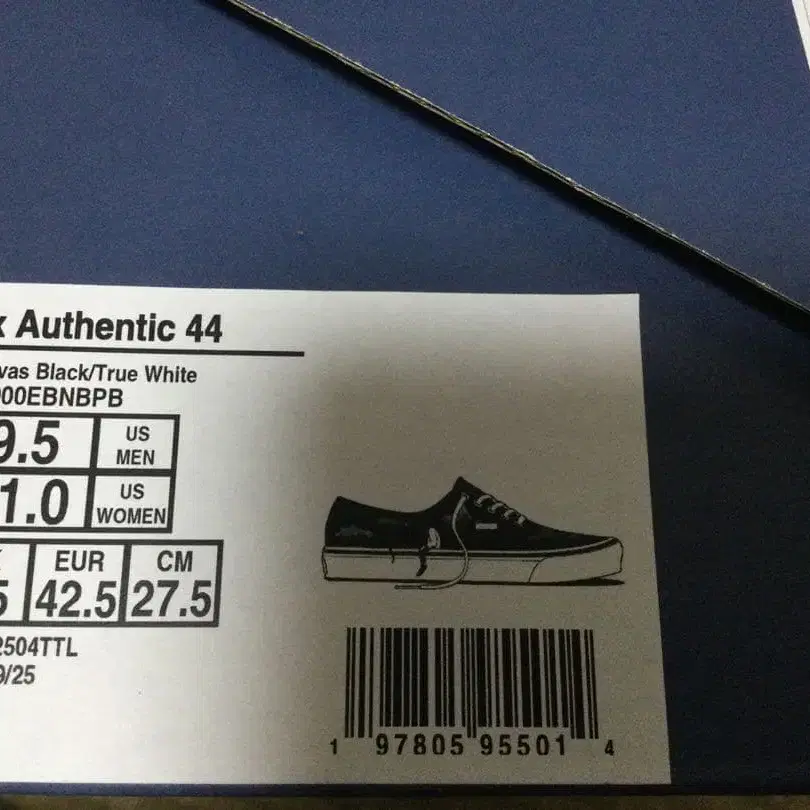 Authentic 44
vas Black/True White
00EBNBPB
9.5 US MEN
1.0 US WOMEN
5 EUR 42.5 CM 27.5
2504TTL
9/25
1 97805 95501 4